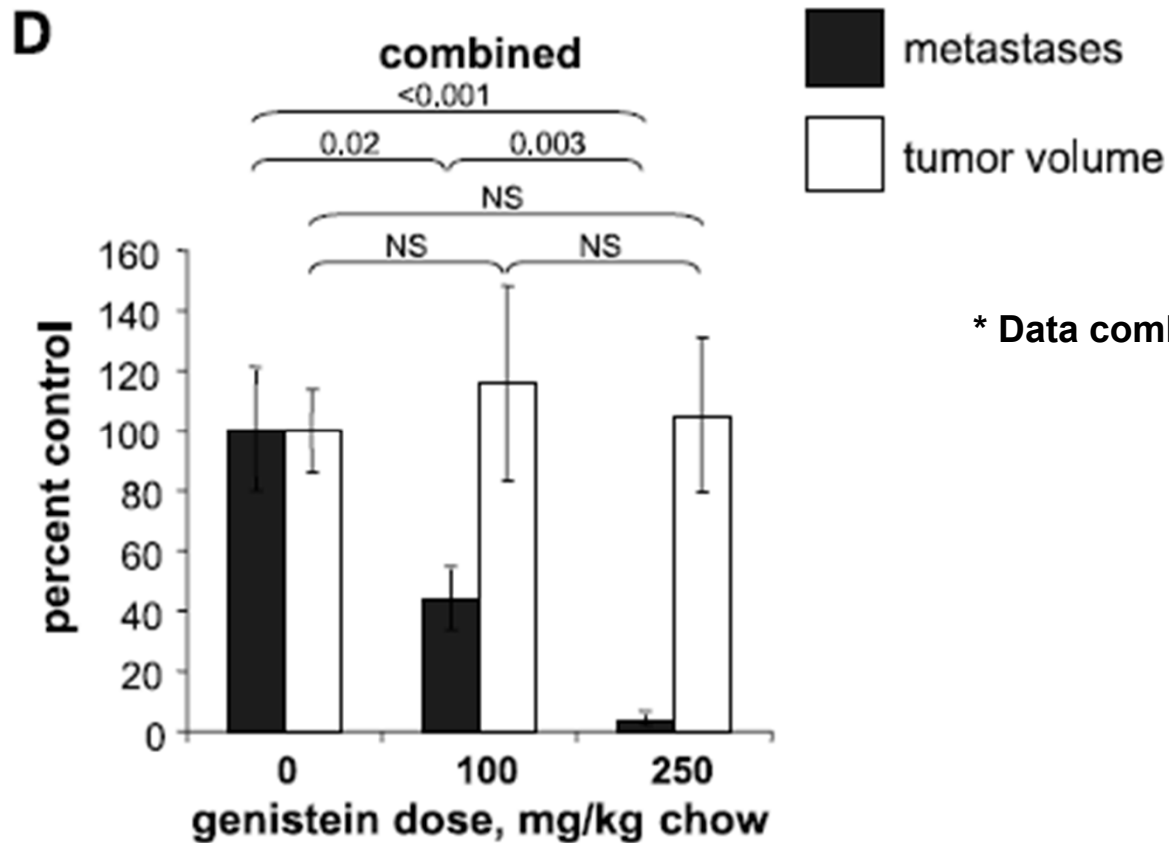 D
combined
<0.001
0.02 0.003
NS
NS NS
metastases
tumor volume
* Data
percent control
160
140
120
100
80
60
40
20
0
0 100 250
genistein dose, mg/kg chow